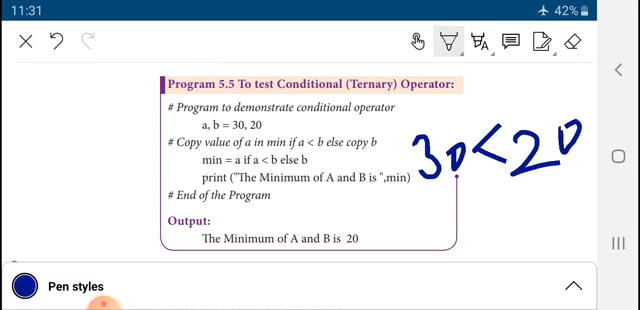 11:31
42%
A
Program 5.5 To test Conditional (Ternary) Operator:
# Program to demonstrate conditional operator
a, b = 30, 20
# Copy value of a in min if a < b else copy b
min = a if a < b else b
print ("The Minimum of A and B is ",min)
# End of the Program
30 < 20
Output:
The Minimum of A and B is 20
Pen styles